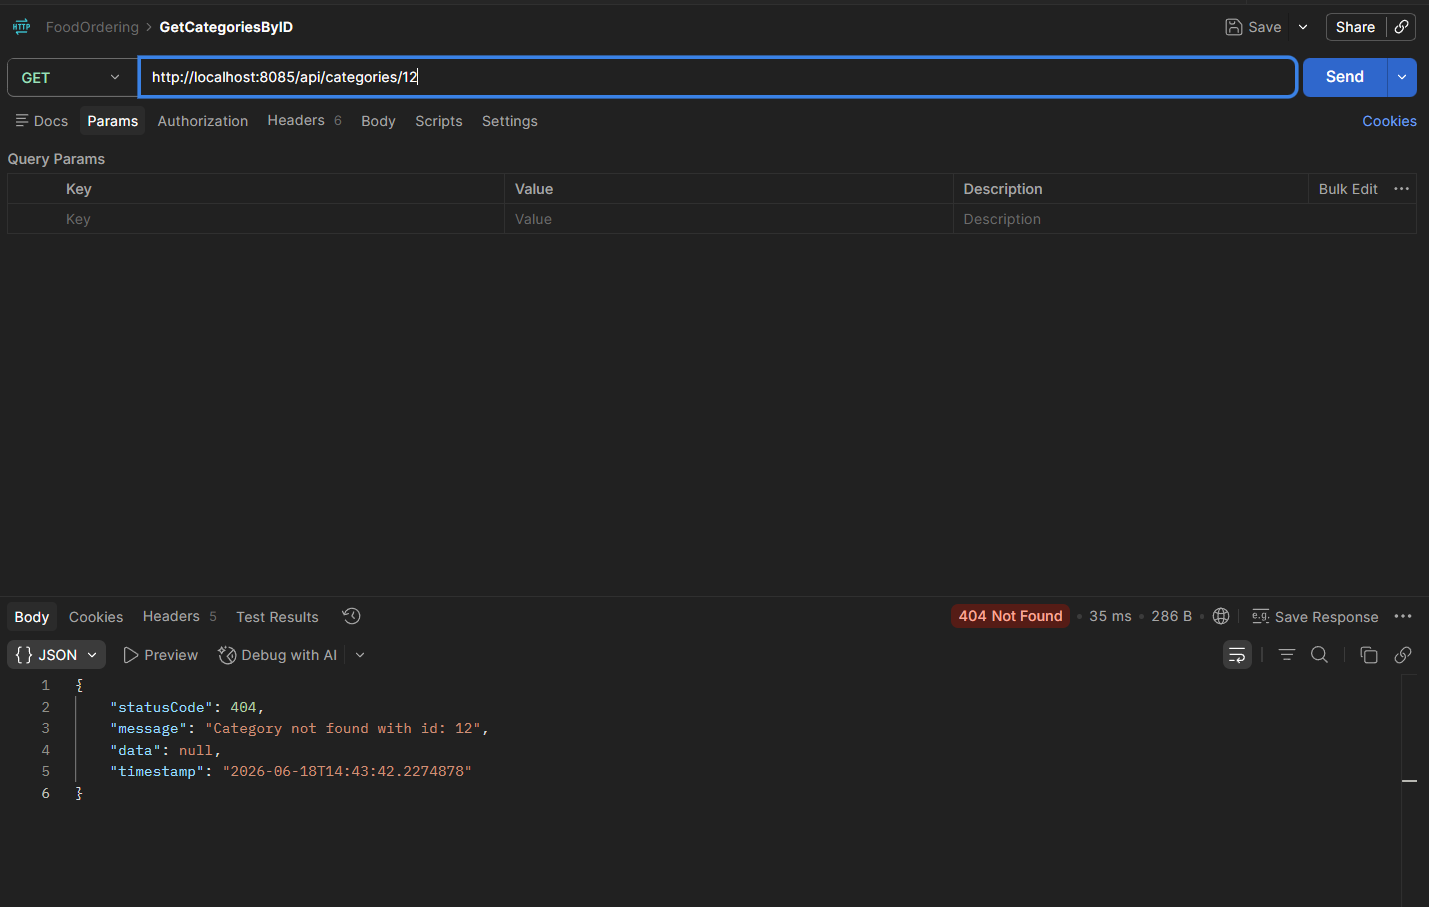 HTTP FoodOrdering > GetCategoriesByID Save Share
GET http://localhost:8085/api/categories/12 Send
Docs Params Authorization Headers 6 Body Scripts Settings Cookies
Query Params
Key Value Description Bulk Edit ...
Key Value Description
Body Cookies Headers 5 Test Results 404 Not Found • 35 ms • 286 B • e.g. Save Response ...
{} JSON Preview Debug with AI
1 {
2 "statusCode": 404,
3 "message": "Category not found with id: 12",
4 "data": null,
5 "timestamp": "2026-06-18T14:43:42.2274878"
6 }